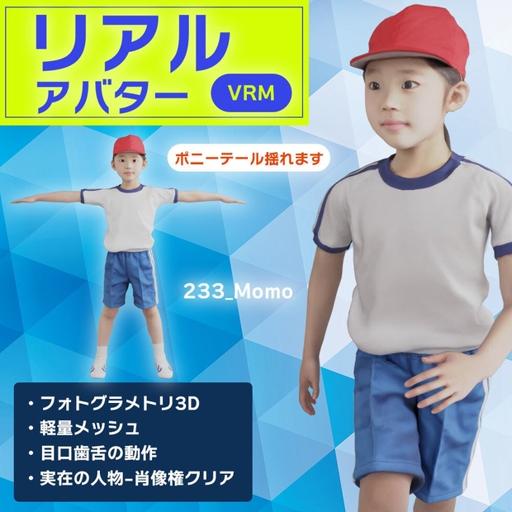 リアル
アバター
VRM
ポニーテール揺れます
233_Momo
・フォトグラメトリ3D
・軽量メッシュ
・目口歯舌の動作
・実在の人物-肖像権クリア